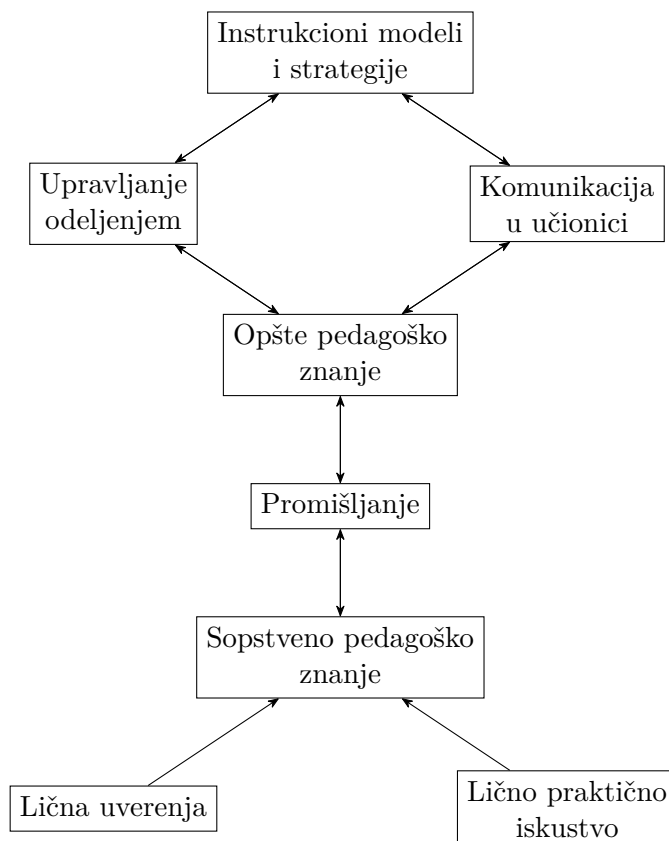 Instrukcioni modeli
i strategije
Upravljanje
odeljenjem
Komunikacija
u učionici
Opšte pedagoško
znanje
Promišljanje
Sopstveno pedagoško
znanje
Lična uverenja
Lično praktično
iskustvo